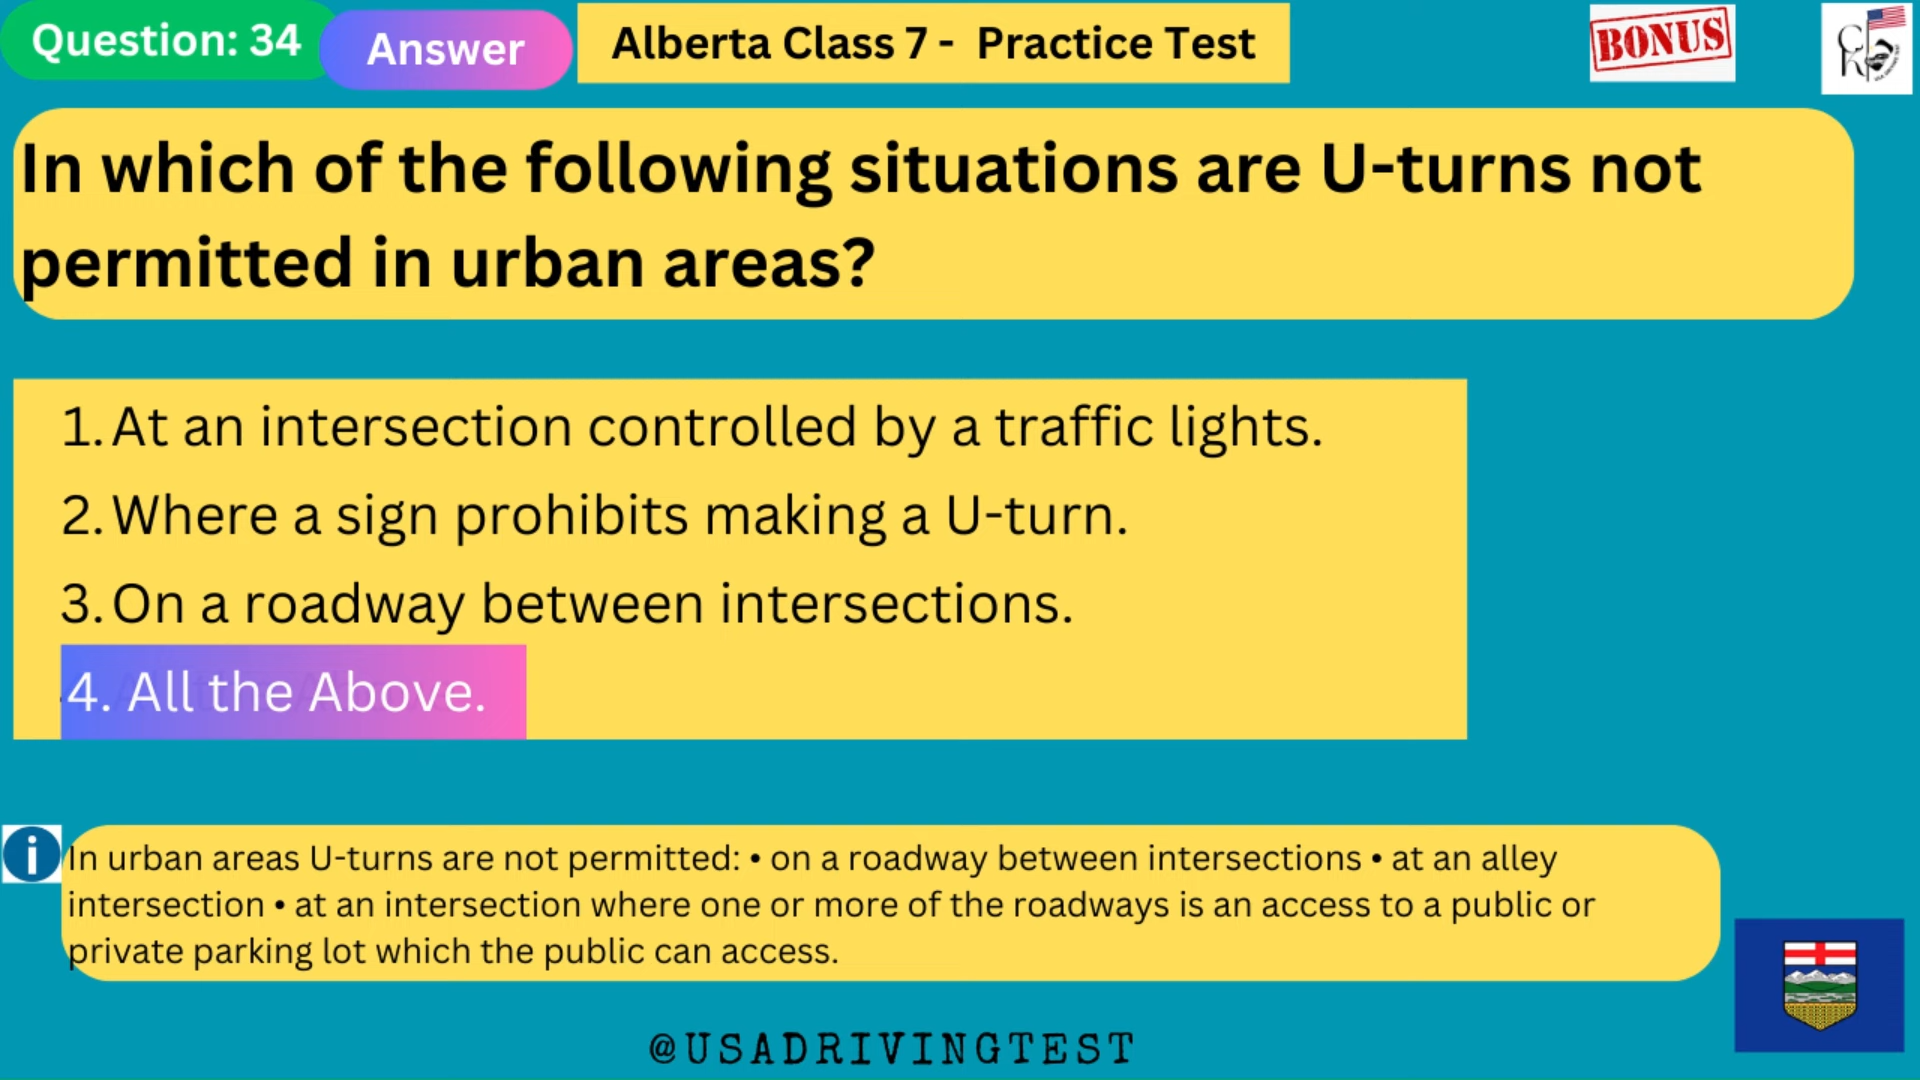 Question: 34
Answer
Alberta Class 7 - Practice Test
BONUS
In which of the following situations are U-turns not
permitted in urban areas?
1. At an intersection controlled by a traffic lights.
2. Where a sign prohibits making a U-turn.
3. On a roadway between intersections.
4. All the Above.
i
In urban areas U-turns are not permitted: • on a roadway between intersections • at an alley
intersection • at an intersection where one or more of the roadways is an access to a public or
private parking lot which the public can access.
@USADRIVINGTEST